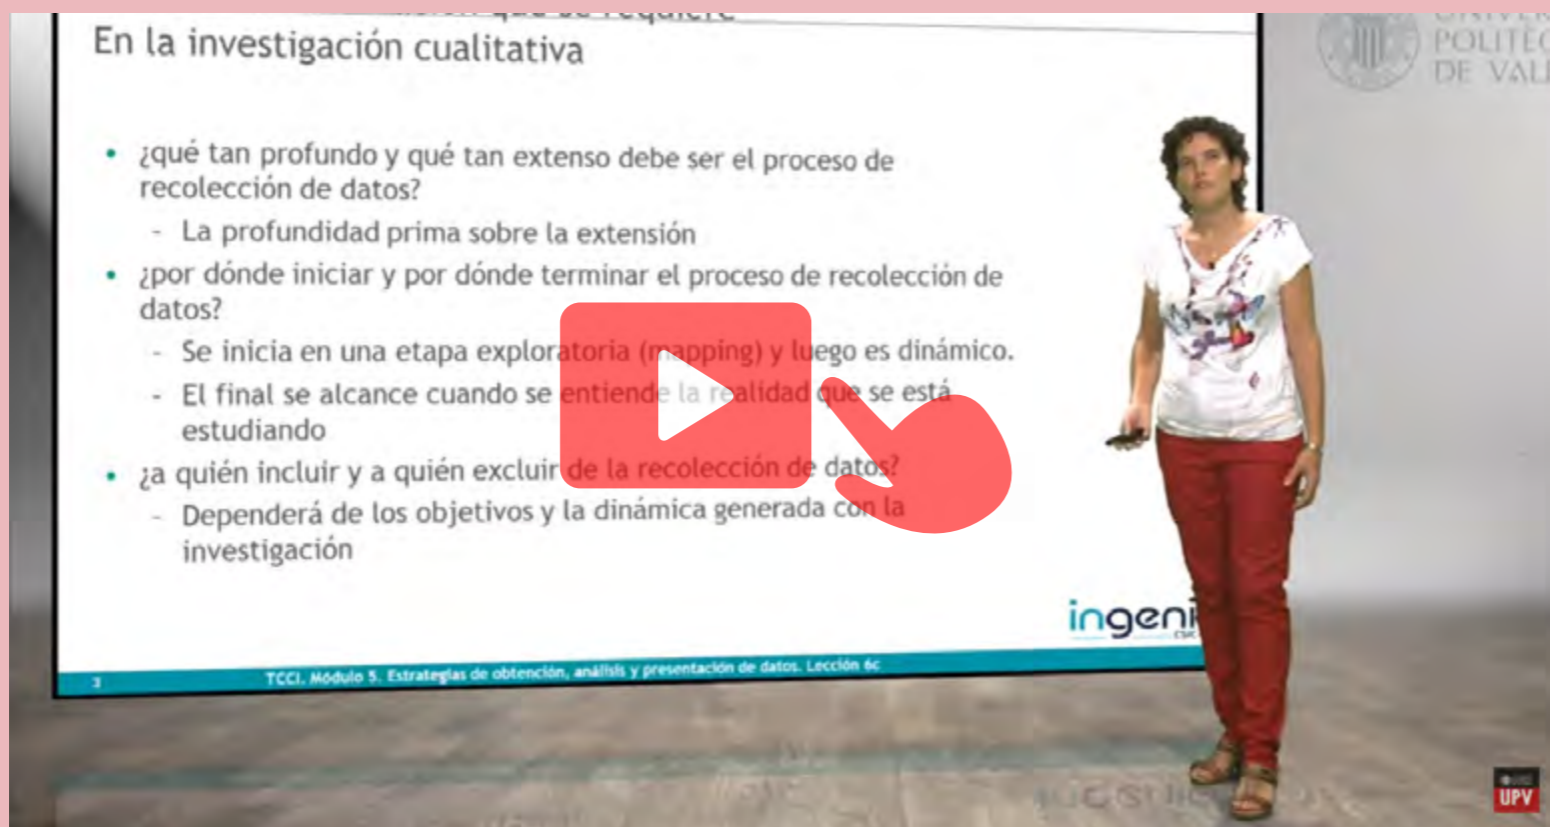 que se requiere
En la investigación cualitativa
• ¿qué tan profundo y qué tan extenso debe ser el proceso de
recolección de datos?
- La profundidad prima sobre la extensión
• ¿por dónde iniciar y por dónde terminar el proceso de recolección de
datos?
- Se inicia en una etapa exploratoria (mapping) y luego es dinámico.
- El final se alcance cuando se entiende la realidad que se está
estudiando
• ¿a quién incluir y a quién excluir de la recolección de datos?
- Dependerá de los objetivos y la dinámica generada con la
investigación
ingeni
CSIC
3
TCCI. Módulo 5. Estrategias de obtención, análisis y presentación de datos. Lección 6c
POLITÈC
DE VAL
UPV